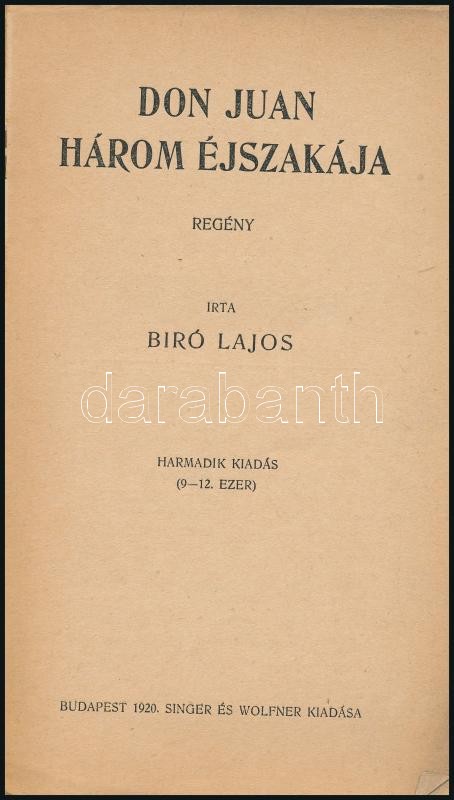 DON JUAN
HÁROM ÉJSZAKÁJA
REGÉNY
IRTA
BIRÓ LAJOS
darabanth
HARMADIK KIADÁS
(9—12. EZER)
BUDAPEST 1920. SINGER ÉS WOLFNER KIADÁSA